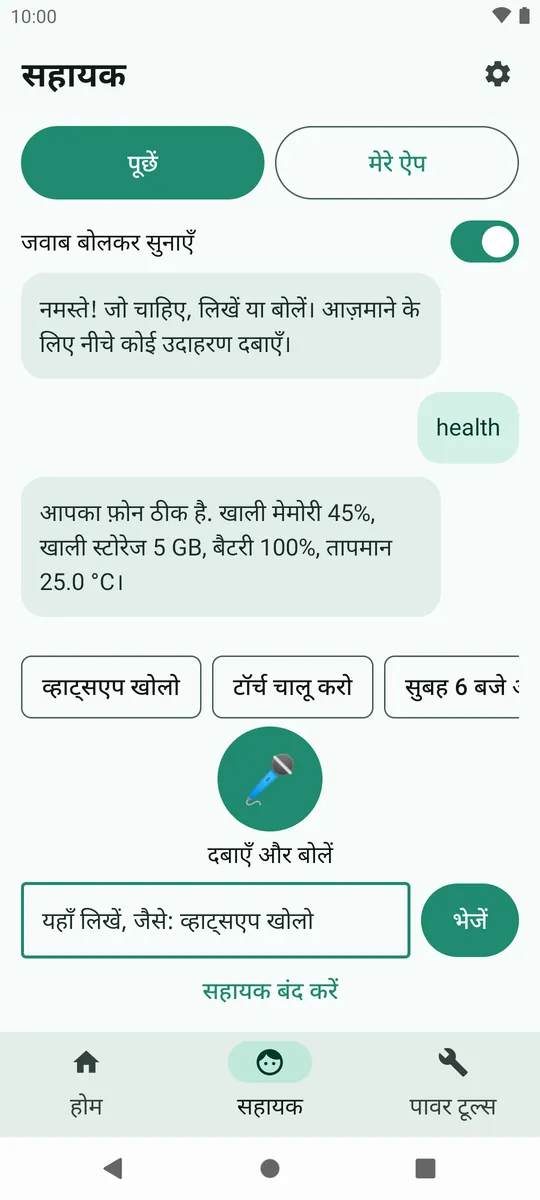 10:00
सहायक
पूछें
मेरे ऐप
जवाब बोलकर सुनाएँ
नमस्ते! जो चाहिए, लिखें या बोलें। आज़माने के
लिए नीचे कोई उदाहरण दबाएँ।
health
आपका फ़ोन ठीक है. खाली मेमोरी 45%,
खाली स्टोरेज 5 GB, बैटरी 100%, तापमान
25.0 °C।
व्हाट्सएप खोलो
टॉर्च चालू करो
सुबह 6 बजे
दबाएँ और बोलें
यहाँ लिखें, जैसे: व्हाट्सएप खोलो
भेजें
सहायक बंद करें
होम
सहायक
पावर टूल्स